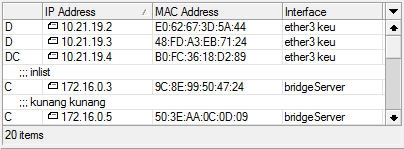 IP Address MAC Address Interface
D 10.21.19.2 E0:62:67:3D:5A:44 ether3 keu
D 10.21.19.3 48:FD:A3:EB:71:24 ether3 keu
DC 10.21.19.4 B0:FC:36:18:D2:89 ether3 keu
;;; inlist
C 172.16.0.3 9C:8E:99:50:47:24 bridgeServer
;;; kunang kunang
C 172.16.0.5 50:3E:AA:0C:0D:09 bridgeServer
20 items